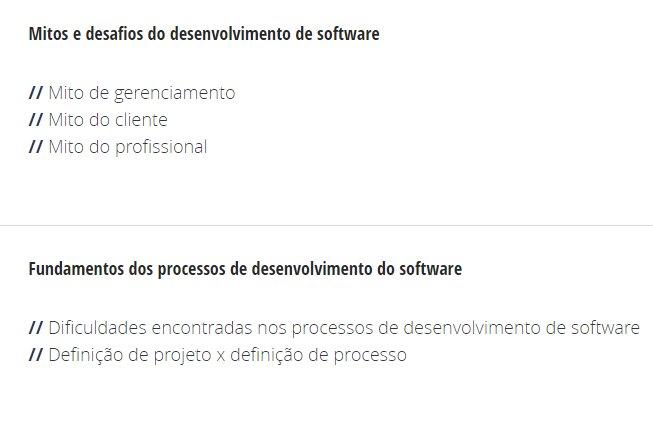 Mitos e desafios do desenvolvimento de software
// Mito de gerenciamento
// Mito do cliente
// Mito do profissional
Fundamentos dos processos de desenvolvimento do software
// Dificuldades encontradas nos processos de desenvolvimento de software
// Definição de projeto x definição de processo